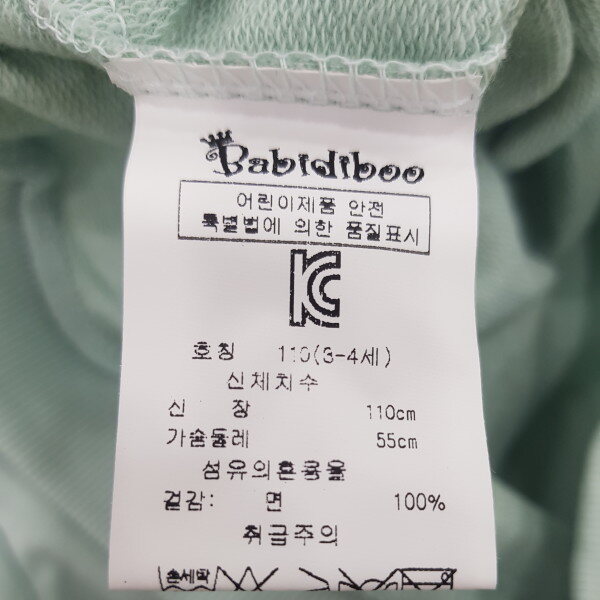 Babidiboo
어린이제품 안전
특별법에 의한 품질표시
KC
호칭 110(3-4세)
신체치수
신 장 110cm
가슴둘레 55cm
섬유의혼용율
겉감: 면 100%
취급주의
손세탁